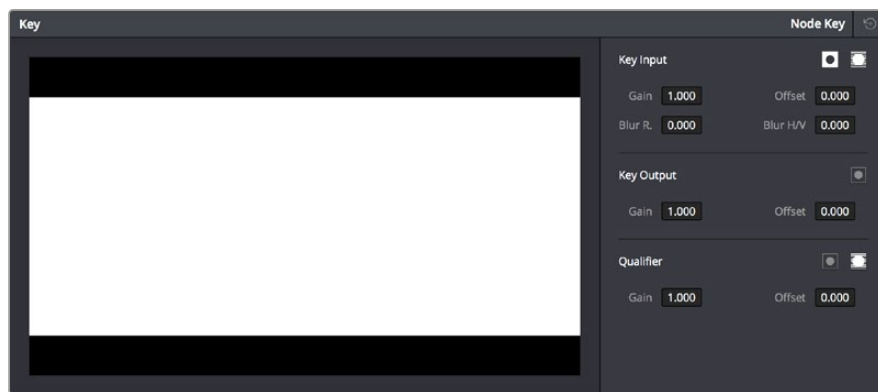 Key Node Key
Key Input
Gain 1.000 Offset 0.000
Blur R. 0.000 Blur H/V 0.000
Key Output
Gain 1.000 Offset 0.000
Qualifier
Gain 1.000 Offset 0.000